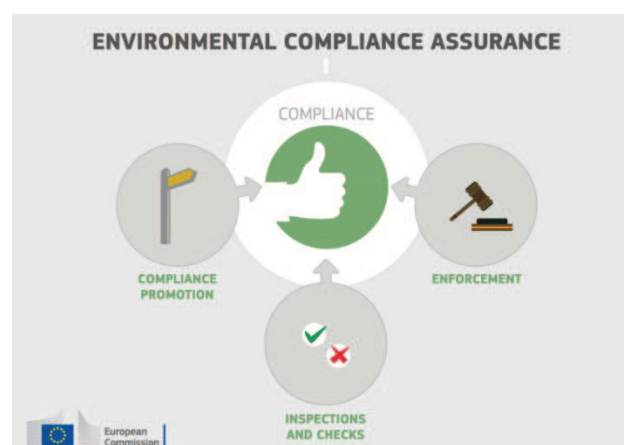 ENVIRONMENTAL COMPLIANCE ASSURANCE
COMPLIANCE
COMPLIANCE
PROMOTION
ENFORCEMENT
INSPECTIONS
AND CHECKS
European
Commission